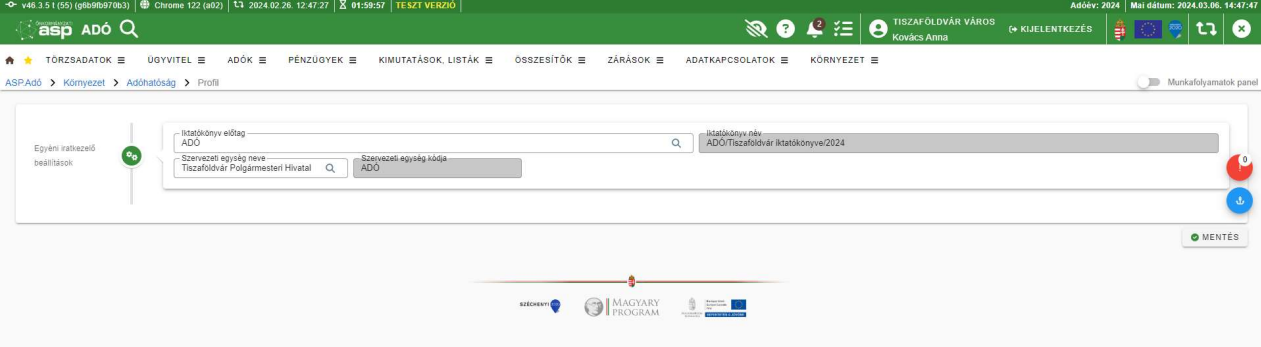 v46.3.5 t (55) (g6b9fb970b3) Chrome 122 (a02) 2024.02.26. 12:47:27 01:59:57 TESZT VERZIÓ Adóév: 2024 Mai dátum: 2024.03.06. 14:47:47
asp ADÓ 2 TISZAFÖLDVÁR VÁROS
Kovács Anna KIJELENTKEZÉS
TÖRZSADATOK ÜGYVITEL ADÓK PÉNZÜGYEK KIMUTATÁSOK, LISTÁK ÖSSZESÍTŐK ZÁRÁSOK ADATKAPCSOLATOK KÖRNYEZET
ASP.Adó > Környezet > Adóhatóság > Profil Munkafolyamatok panel
Egyéni iratkezelő
beállítások
Iktatókönyv előtag
ADÓ
Iktatókönyv név
ADÓ/Tiszaföldvár iktatókönyve/2024
Szervezeti egység neve
Tiszaföldvár Polgármesteri Hivatal
Szervezeti egység kódja
ADÓ
0
MENTÉS
SZÉCHENYI
MAGYARY
PROGRAM